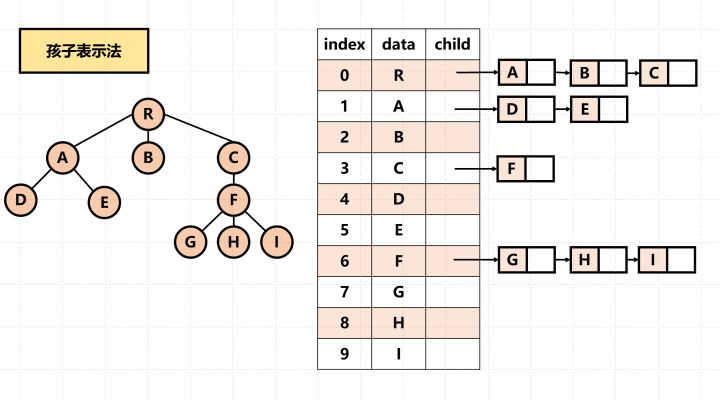 孩子表示法
R
A
B
C
D
E
F
G
H
I
index data child
0 R A B C
1 A D E
2 B
3 C F
4 D
5 E
6 F G H I
7 G
8 H
9 I